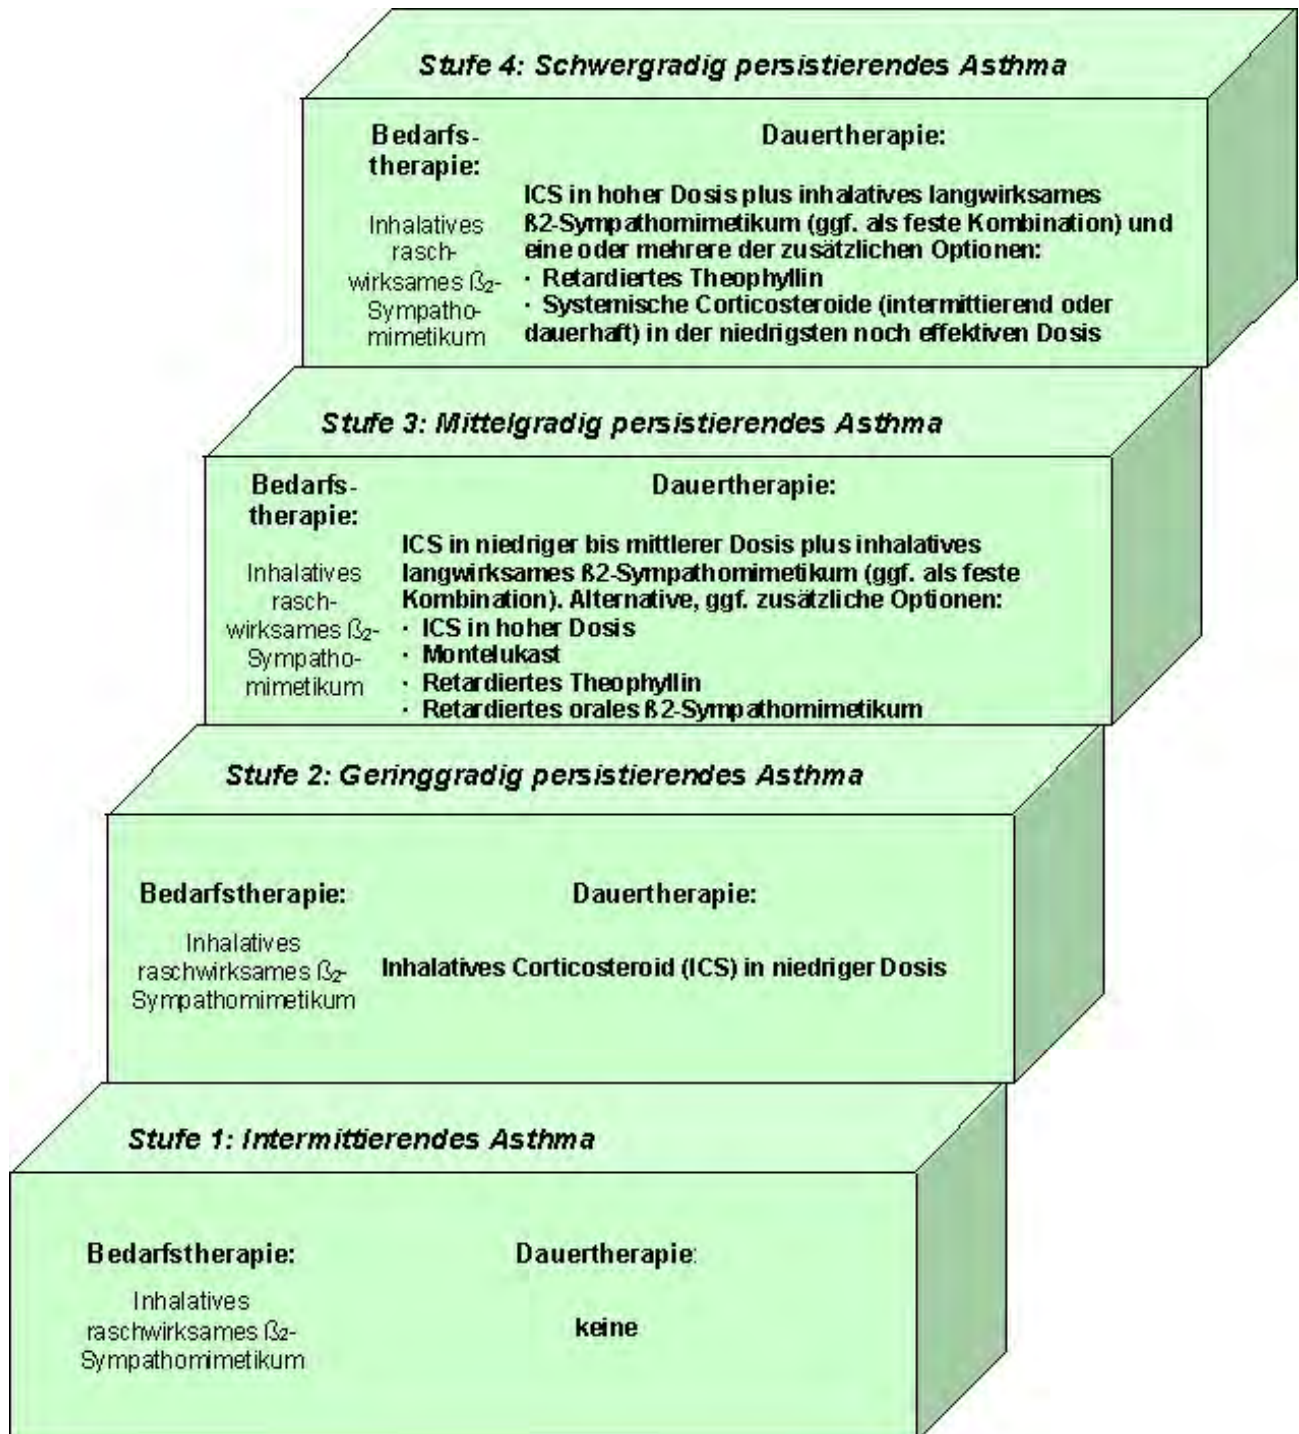 Stufe 4: Schwergradig persistierendes Asthma
Bedarfs-
therapie:
Inhalatives
rasch-
wirksames ß₂-
Sympatho-
mimetikum
Dauertherapie:
ICS in hoher Dosis plus inhalatives langwirksames
ß2-Sympathomimetikum (ggf. als feste Kombination) und
eine oder mehrere der zusätzlichen Optionen:
· Retardiertes Theophyllin
· Systemische Corticosteroide (intermittierend oder
dauerhaft) in der niedrigsten noch effektiven Dosis
Stufe 3: Mittelgradig persistierendes Asthma
Bedarfs-
therapie:
Inhalatives
rasch-
wirksames ß₂-
Sympatho-
mimetikum
Dauertherapie:
ICS in niedriger bis mittlerer Dosis plus inhalatives
langwirksames ß2-Sympathomimetikum (ggf. als feste
Kombination). Alternative, ggf. zusätzliche Optionen:
· ICS in hoher Dosis
· Montelukast
· Retardiertes Theophyllin
· Retardiertes orales ß2-Sympathomimetikum
Stufe 2: Geringgradig persistierendes Asthma
Bedarfstherapie:
Inhalatives
raschwirksames ß₂-
Sympathomimetikum
Dauertherapie:
Inhalatives Corticosteroid (ICS) in niedriger Dosis
Stufe 1: Intermittierendes Asthma
Bedarfstherapie:
Inhalatives
raschwirksames ß₂-
Sympathomimetikum
Dauertherapie:
keine